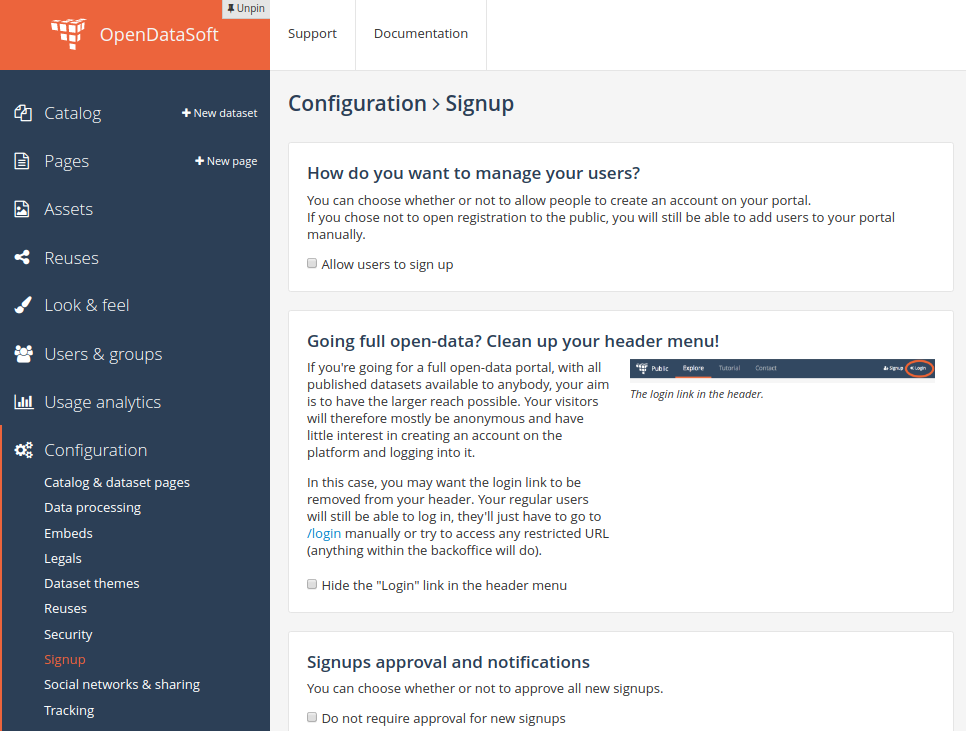 Unpin
OpenDataSoft
Support
Documentation
Catalog
+ New dataset
Pages
+ New page
Assets
Reuses
Look & feel
Users & groups
Usage analytics
Configuration
Catalog & dataset pages
Data processing
Embeds
Legals
Dataset themes
Reuses
Security
Signup
Social networks & sharing
Tracking
Configuration › Signup
How do you want to manage your users?
You can choose whether or not to allow people to create an account on your portal.
If you chose not to open registration to the public, you will still be able to add users to your portal
manually.
Allow users to sign up
Going full open-data? Clean up your header menu!
If you're going for a full open-data portal, with all
published datasets available to anybody, your aim
is to have the larger reach possible. Your visitors
will therefore mostly be anonymous and have
little interest in creating an account on the
platform and logging into it.
In this case, you may want the login link to be
removed from your header. Your regular users
will still be able to log in, they'll just have to go to
/login manually or try to access any restricted URL
(anything within the backoffice will do).
Public Explore Tutorial Contact Signup Login
The login link in the header.
Hide the "Login" link in the header menu
Signups approval and notifications
You can choose whether or not to approve all new signups.
Do not require approval for new signups